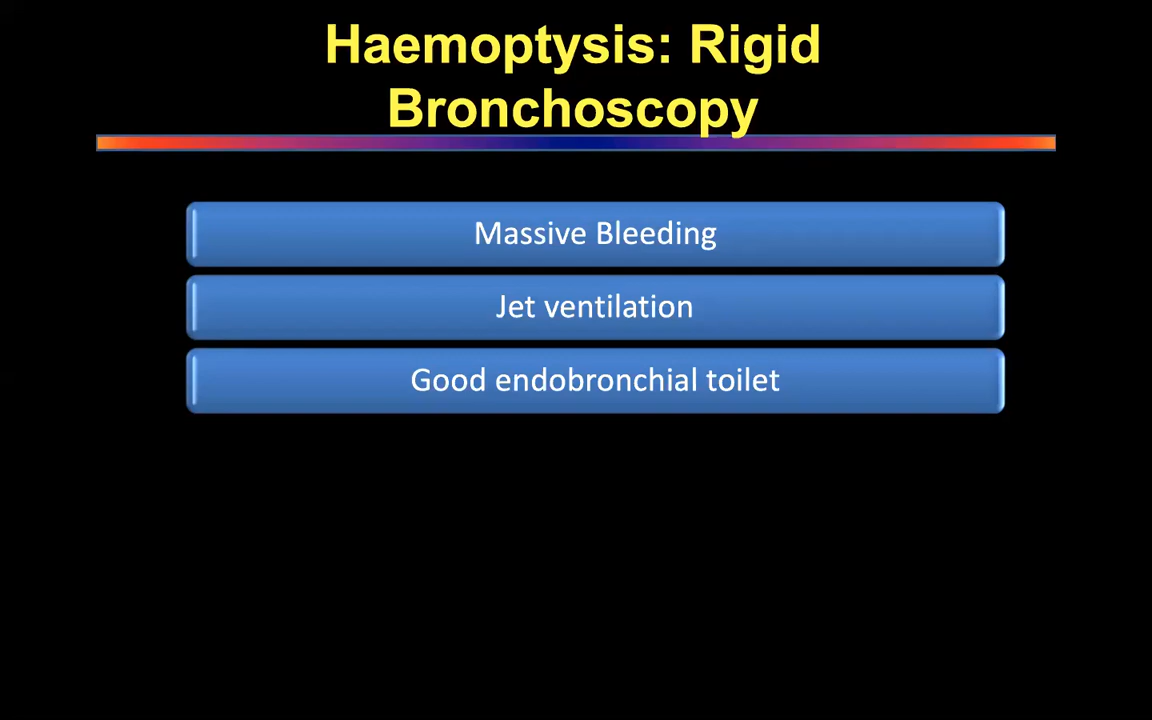 Haemoptysis: Rigid
Bronchoscopy
Massive Bleeding
Jet ventilation
Good endobronchial toilet